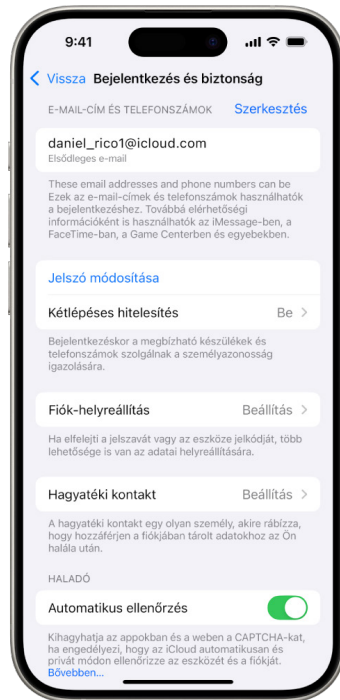 9:41
Vissza Bejelentkezés és biztonság
E-MAIL-CÍM ÉS TELEFONSZÁMOK Szerkesztés
daniel_rico1@icloud.com
Elsődleges e-mail
These email addresses and phone numbers can be
Ezek az e-mail-címek és telefonszámok használhatók
a bejelentkezéshez. Továbbá elérhetőségi
információként is használhatók az iMessage-ben, a
FaceTime-ban, a Game Centerben és egyebekben.
Jelszó módosítása
Kétlépéses hitelesítés Be
Bejelentkezéskor a megbízható készülékek és
telefonszámok szolgálnak a személyazonosság
igazolására.
Fiók-helyreállítás Beállítás
Ha elfelejti a jelszavát vagy az eszköze jelkódját, több
lehetősége is van az adatai helyreállítására.
Hagyatéki kontakt Beállítás
A hagyatéki kontakt egy olyan személy, akire rábízza,
hogy hozzáférjen a fiókjában tárolt adatokhoz az Ön
halála után.
HALADÓ
Automatikus ellenőrzés
Kihagyhatja az appokban és a weben a CAPTCHA-kat,
ha engedélyezi, hogy az iCloud automatikusan és
privát módon ellenőrizze az eszközét és a fiókját.
Bővebben...